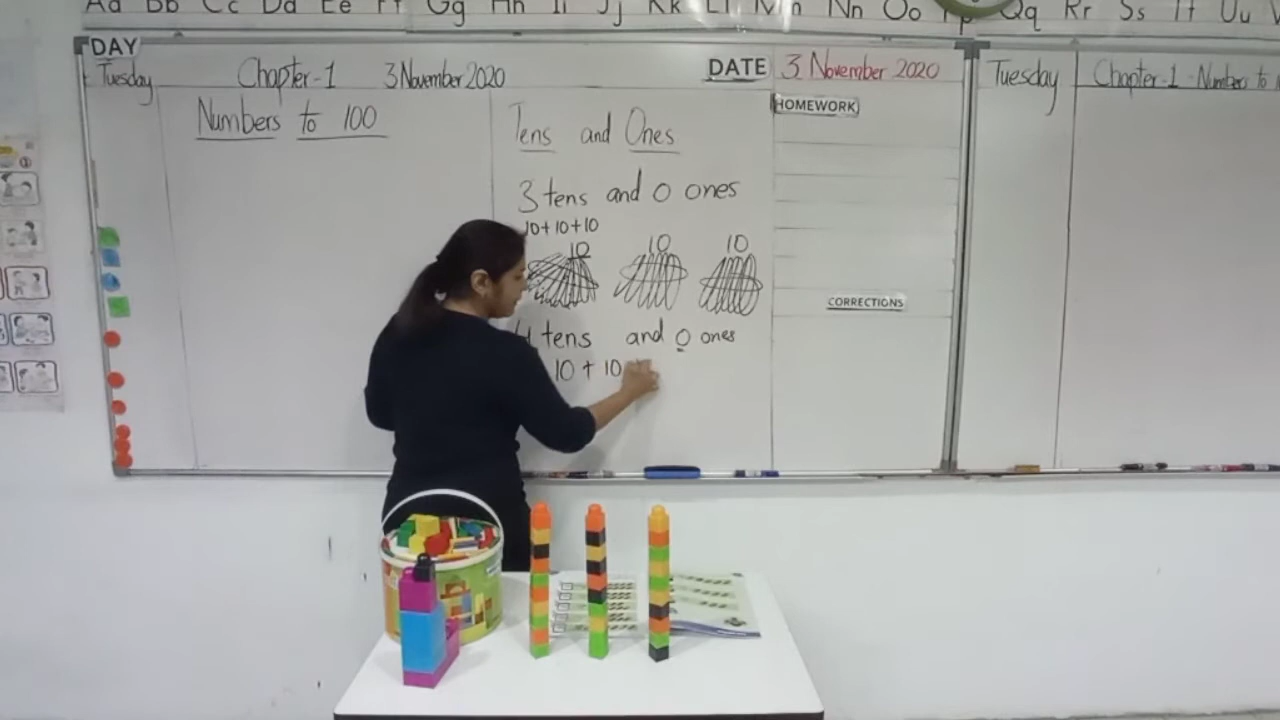 Aa Bb Cc Dd Ee Ff Gg Hh Ii Jj Kk Ll Mm Nn Oo Pp Qq Rr Ss Tt Uu
DAY
Tuesday Chapter-1 3 November 2020
DATE 3 November 2020
Numbers to 100
Tens and Ones
3 tens and 0 ones
10+10+10
10 10 10
4 tens and 0 ones
10 + 10
HOMEWORK
CORRECTIONS
Tuesday Chapter-1 Numbers to